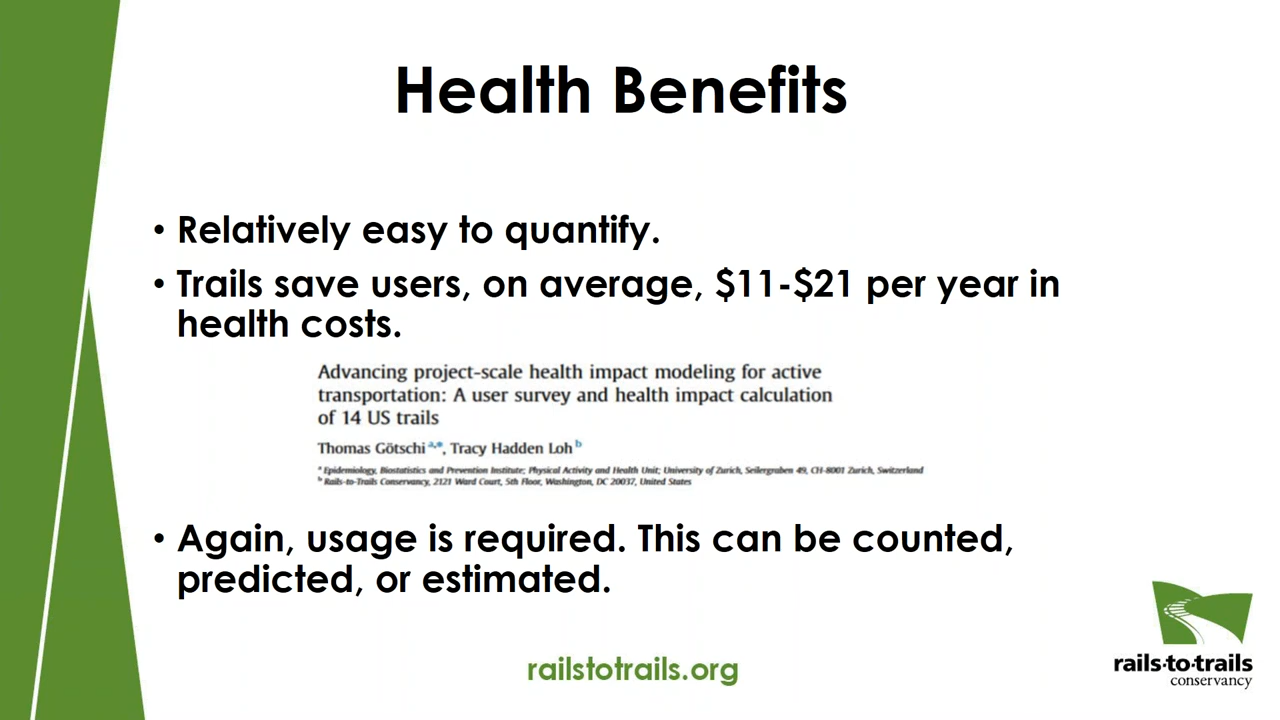 Health Benefits
• Relatively easy to quantify.
• Trails save users, on average, $11-$21 per year in
health costs.
Advancing project-scale health impact modeling for active
transportation: A user survey and health impact calculation
of 14 US trails
Thomas Götschi a,*, Tracy Hadden Loh b
a Epidemiology, Biostatistics and Prevention Institute; Physical Activity and Health Unit; University of Zurich, Seilergraben 49, CH-8001 Zurich, Switzerland
b Rails-to-Trails Conservancy, 2121 Ward Court, 5th Floor, Washington, DC 20037, United States
• Again, usage is required. This can be counted,
predicted, or estimated.
railstotrails.org
rails·to·trails
conservancy